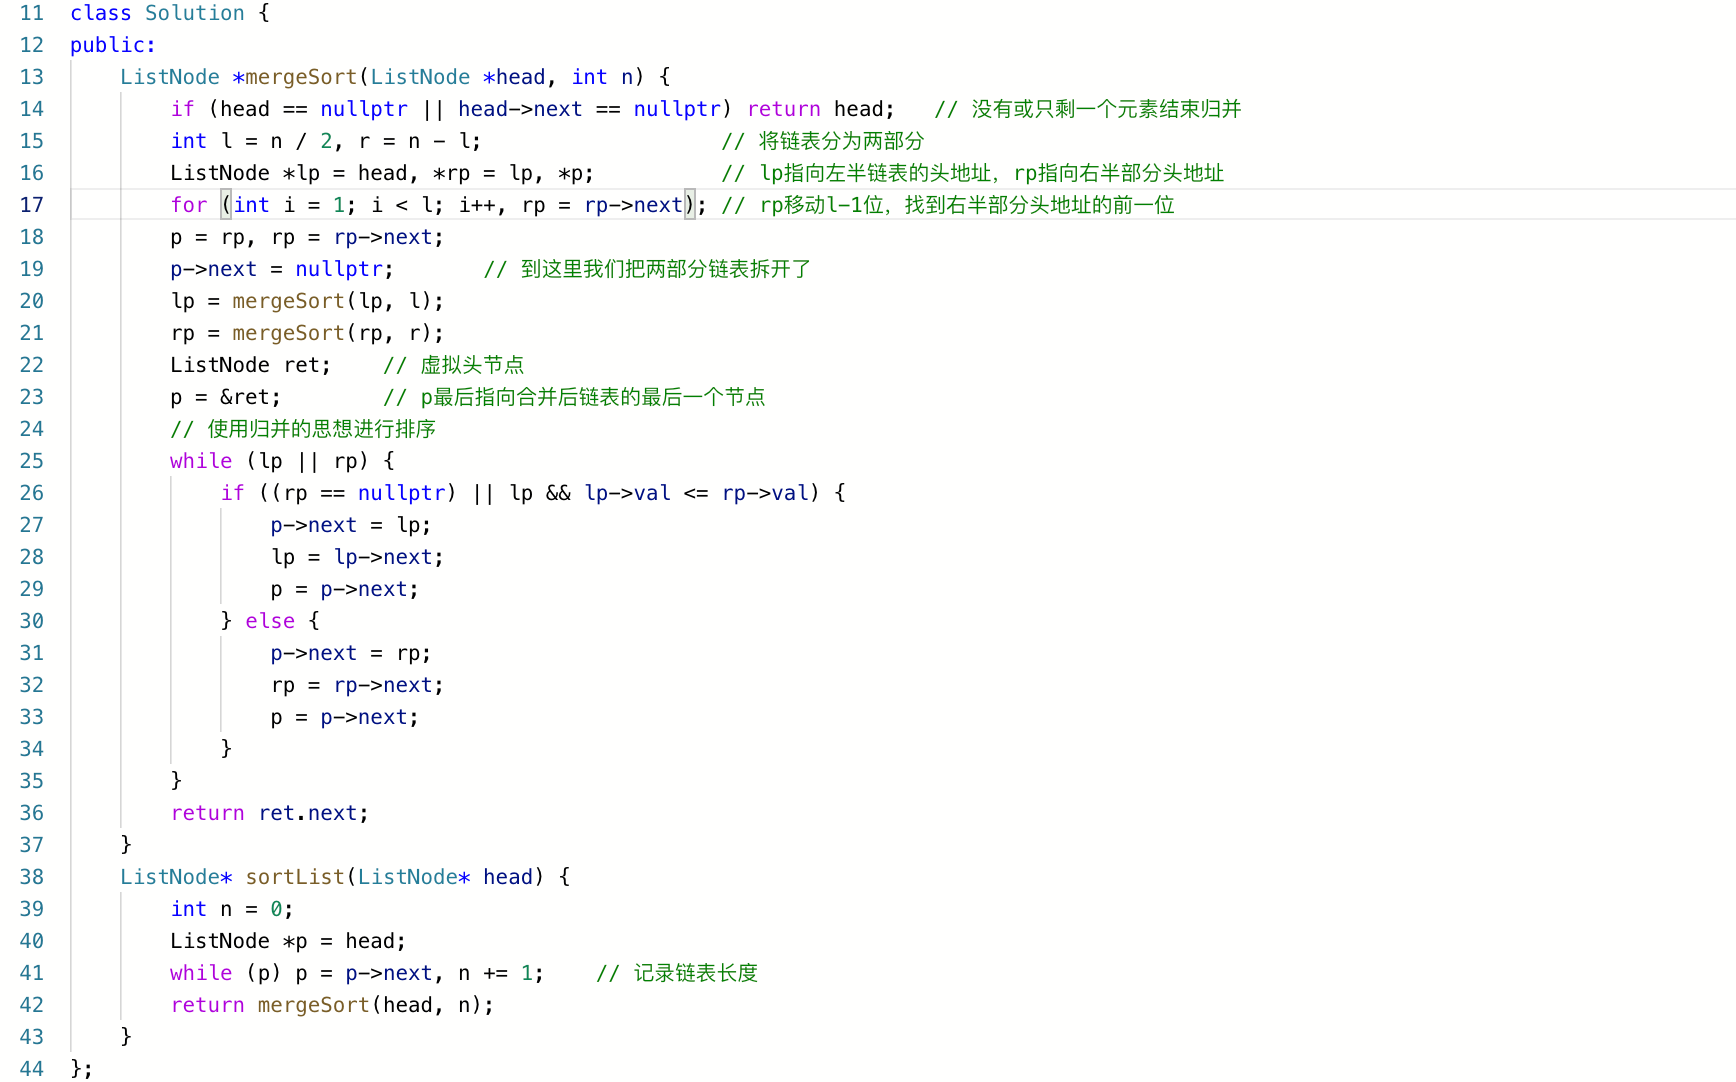 11 class Solution {
12 public:
13     ListNode *mergeSort(ListNode *head, int n) {
14         if (head == nullptr || head->next == nullptr) return head;   // 没有或只剩一个元素结束归并
15         int l = n / 2, r = n - l;                   // 将链表分为两部分
16         ListNode *lp = head, *rp = lp, *p;          // lp指向左半链表的头地址，rp指向右半部分头地址
17         for (int i = 1; i < l; i++, rp = rp->next); // rp移动l-1位，找到右半部分头地址的前一位
18         p = rp, rp = rp->next;
19         p->next = nullptr;       // 到这里我们把两部分链表拆开了
20         lp = mergeSort(lp, l);
21         rp = mergeSort(rp, r);
22         ListNode ret;    // 虚拟头节点
23         p = &ret;        // p最后指向合并后链表的最后一个节点
24         // 使用归并的思想进行排序
25         while (lp || rp) {
26             if ((rp == nullptr) || lp && lp->val <= rp->val) {
27                 p->next = lp;
28                 lp = lp->next;
29                 p = p->next;
30             } else {
31                 p->next = rp;
32                 rp = rp->next;
33                 p = p->next;
34             }
35         }
36         return ret.next;
37     }
38     ListNode* sortList(ListNode* head) {
39         int n = 0;
40         ListNode *p = head;
41         while (p) p = p->next, n += 1;    // 记录链表长度
42         return mergeSort(head, n);
43     }
44 };